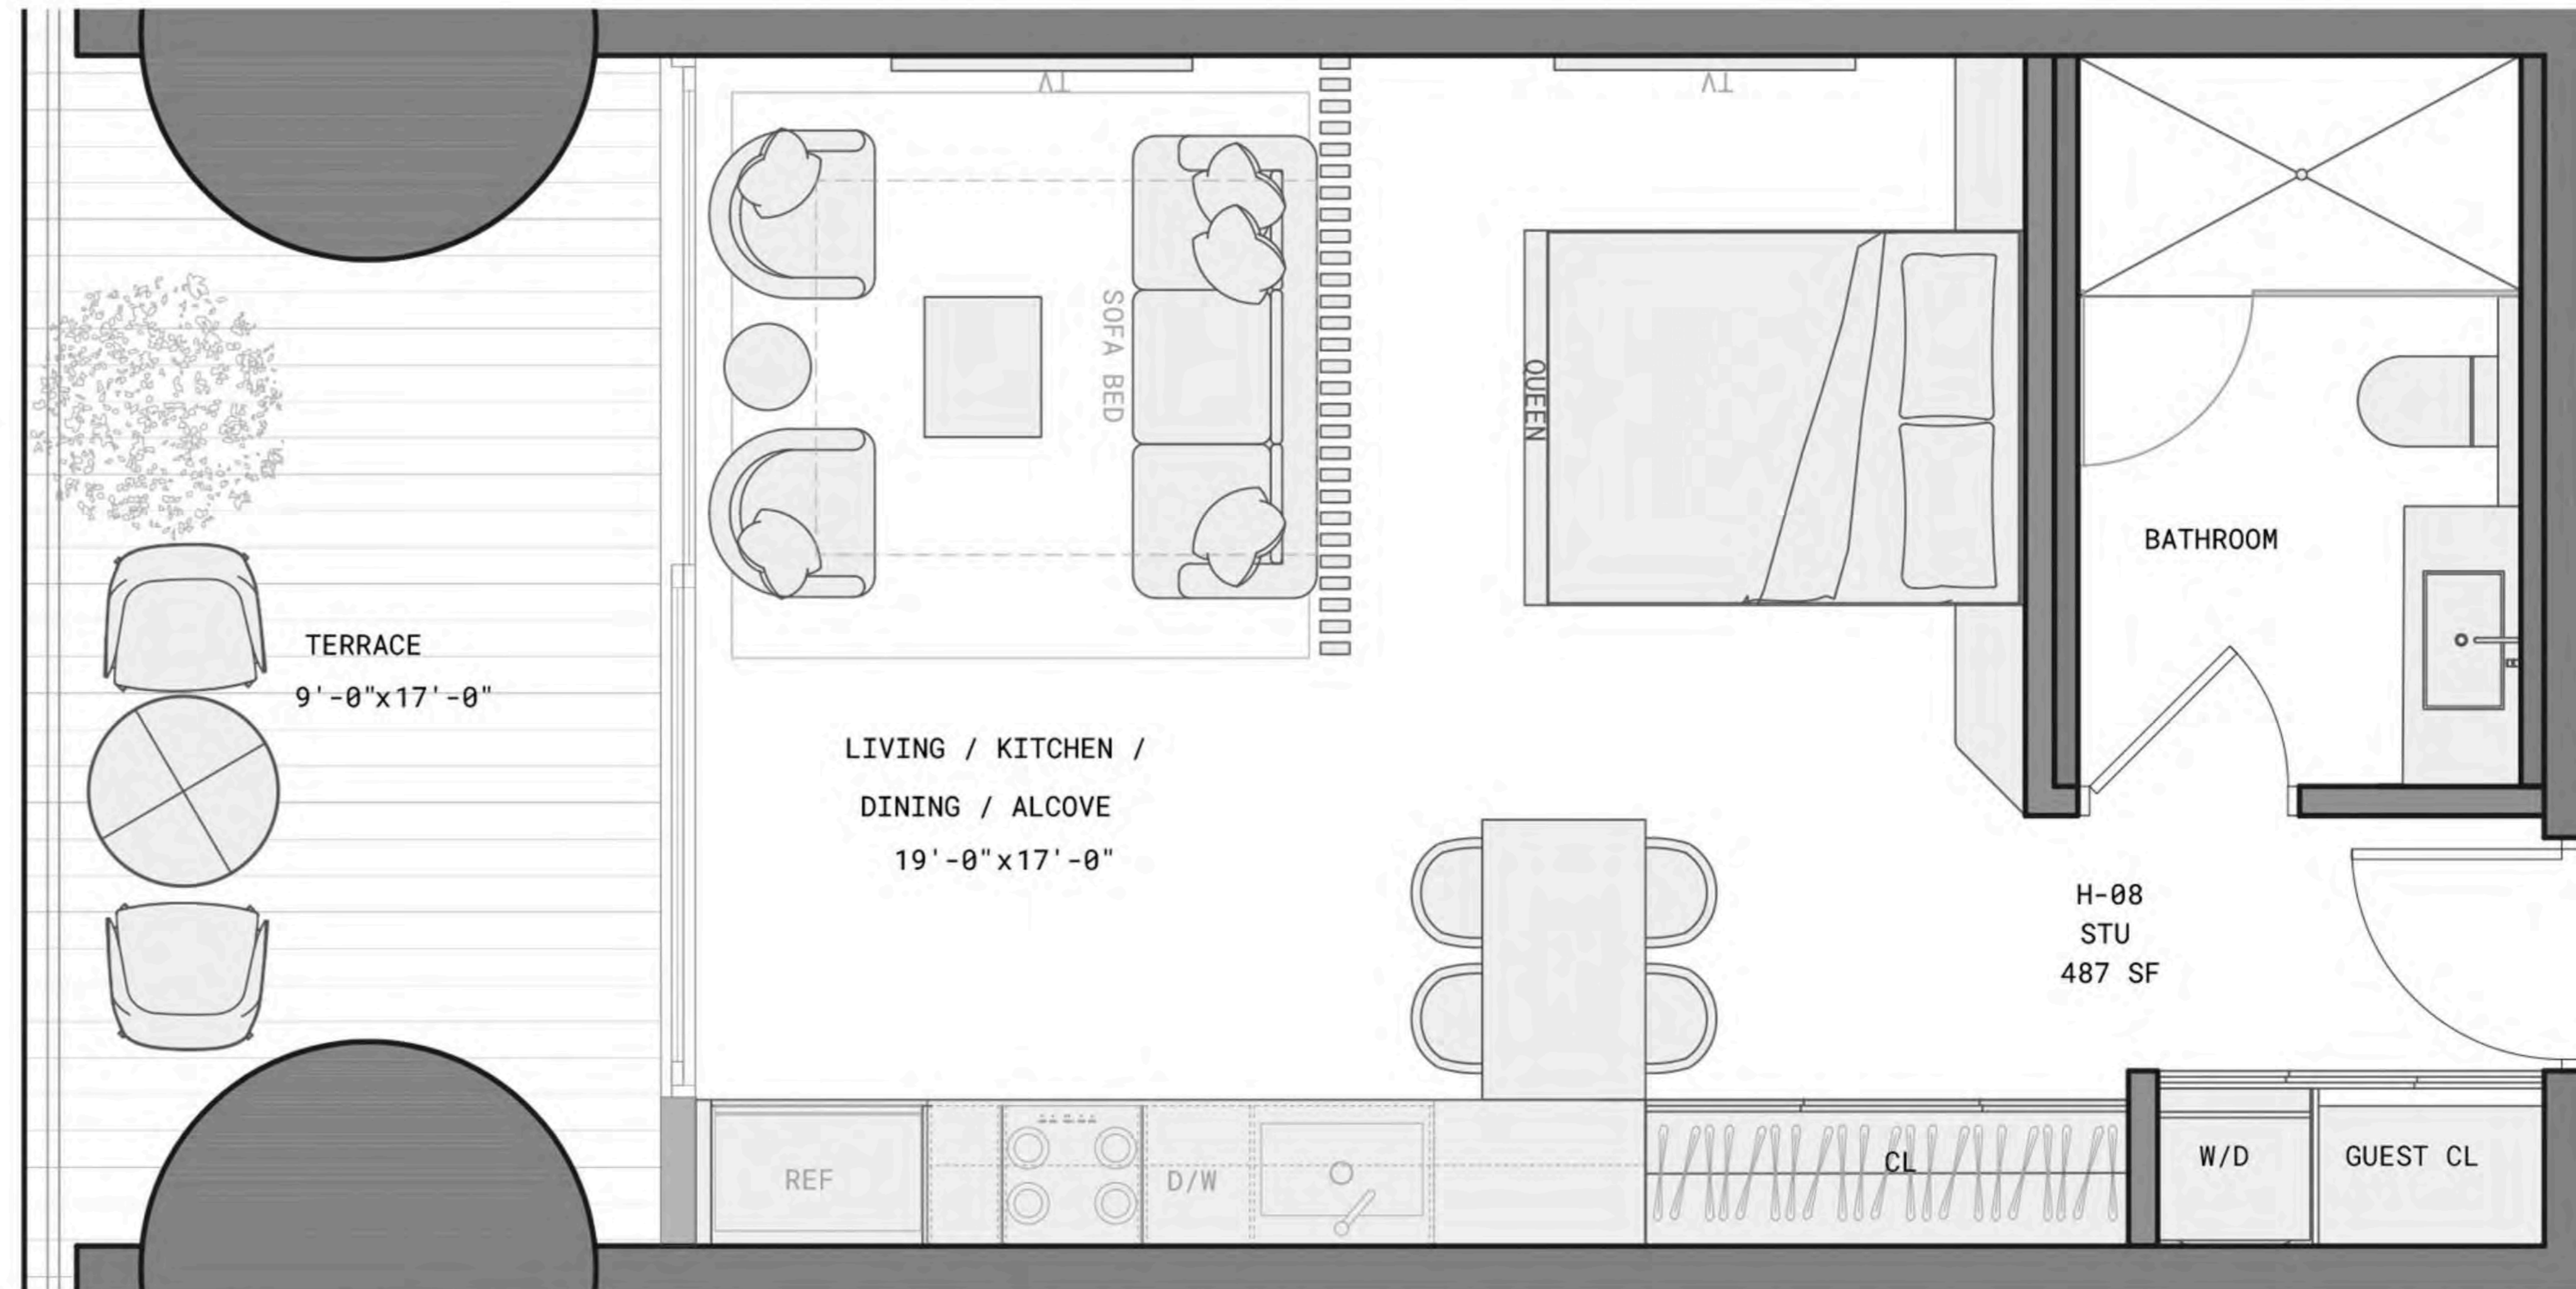 TV
TV
SOFA BED
QUEEN
BATHROOM
TERRACE
9'-0"x17'-0"
LIVING / KITCHEN /
DINING / ALCOVE
19'-0"x17'-0"
H-08
STU
487 SF
REF
D/W
CL
W/D
GUEST CL